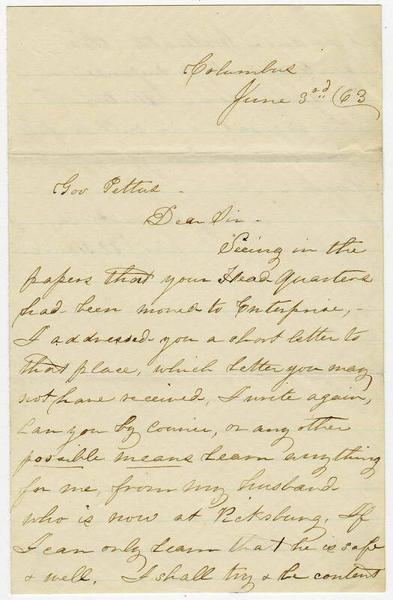 Columbus
June 3rd /63
Gov Pettus -
Dear Sir -
Seeing in the
papers that your Head Quarters
had been moved to Enterprise, -
I addressed you a short letter to
that place, which letter you may
not have received, I write again,
Can you by courier, or any other
possible means learn anything
for me, from my husband
who is now at Vicksburg. If
I can only learn that he is safe
& well. I shall try & be content